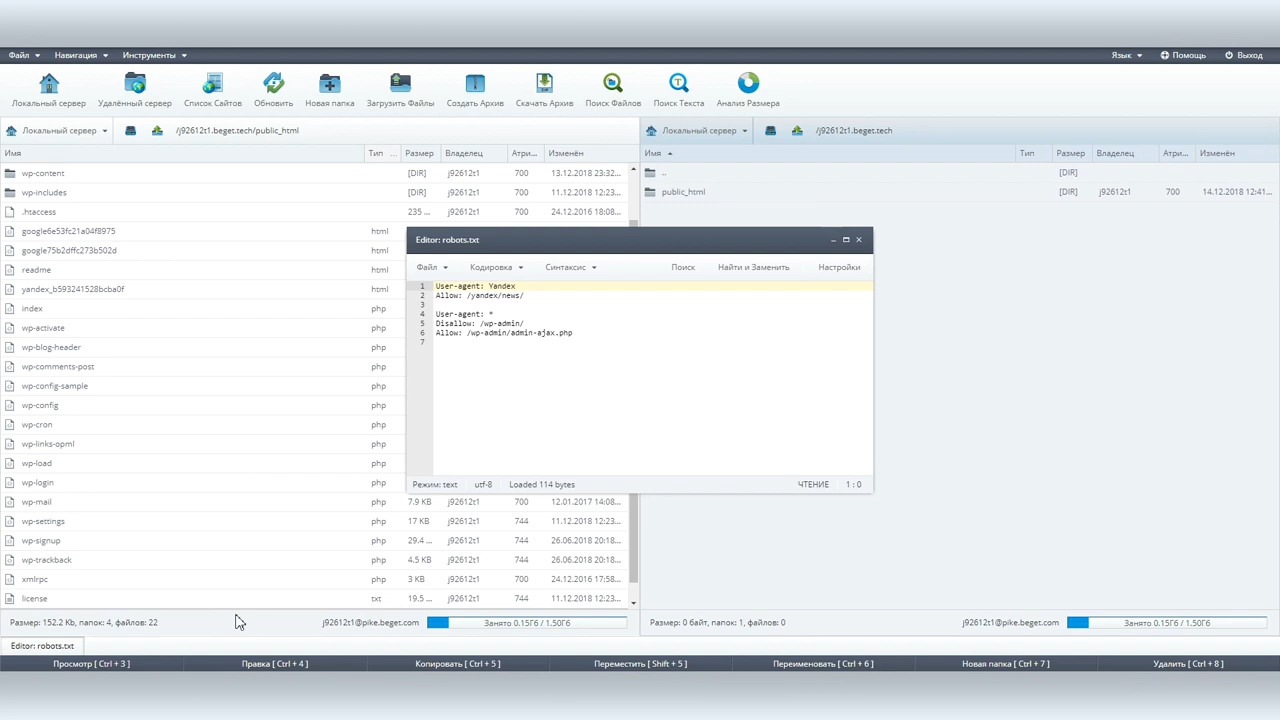 Файл Навигация Инструменты Язык Помощь Выход
Локальный сервер Удалённый сервер Список Сайтов Обновить Новая папка Загрузить Файлы Создать Архив Скачать Архив Поиск Файлов Поиск Текста Анализ Размера
Локальный сервер /j92612t1.beget.tech/public_html Локальный сервер /j92612t1.beget.tech
Имя Тип ... Размер Владелец Атри... Изменён Имя Тип Размер Владелец Атри... Изменён
wp-content [DIR] j92612t1 700 13.12.2018 23:32... .. [DIR]
wp-includes [DIR] j92612t1 700 11.12.2018 12:23... public_html [DIR] j92612t1 700 14.12.2018 12:41...
.htaccess 235 ... j92612t1 700 24.12.2016 18:08...
google6e53fc21a04f8975 html
google75b2dffc273b502d html
readme html
yandex_b593241528bcba0f html
index php
wp-activate php
wp-blog-header php
wp-comments-post php
wp-config-sample php
wp-config php
wp-cron php
wp-links-opml php
wp-load php
wp-login php
wp-mail php 7.9 KB j92612t1 700 12.01.2017 14:08...
wp-settings php 17 KB j92612t1 744 11.12.2018 12:23...
wp-signup php 29.4 ... j92612t1 744 26.06.2018 20:18...
wp-trackback php 4.5 KB j92612t1 744 26.06.2018 20:18...
xmlrpc php 3 KB j92612t1 700 24.12.2016 17:58...
license txt 19.5 ... j92612t1 744 11.12.2018 12:23...
Editor: robots.txt
Файл Кодировка Синтаксис Поиск Найти и Заменить Настройки
1 User-agent: Yandex
2 Allow: /yandex/news/
3
4 User-agent: *
5 Disallow: /wp-admin/
6 Allow: /wp-admin/admin-ajax.php
7
Режим: text utf-8 Loaded 114 bytes ЧТЕНИЕ 1 : 0
Размер: 152.2 Kb, папок: 4, файлов: 22 j92612t1@pike.beget.com Занято 0.15Гб / 1.50Гб Размер: 0 байт, папок: 1, файлов: 0 j92612t1@pike.beget.com Занято 0.15Гб / 1.50Гб
Editor: robots.txt
Просмотр [ Ctrl + 3 ] Правка [ Ctrl + 4 ] Копировать [ Ctrl + 5 ] Переместить [ Shift + 5 ] Переименовать [ Ctrl + 6 ] Новая папка [ Ctrl + 7 ] Удалить [ Ctrl + 8 ]